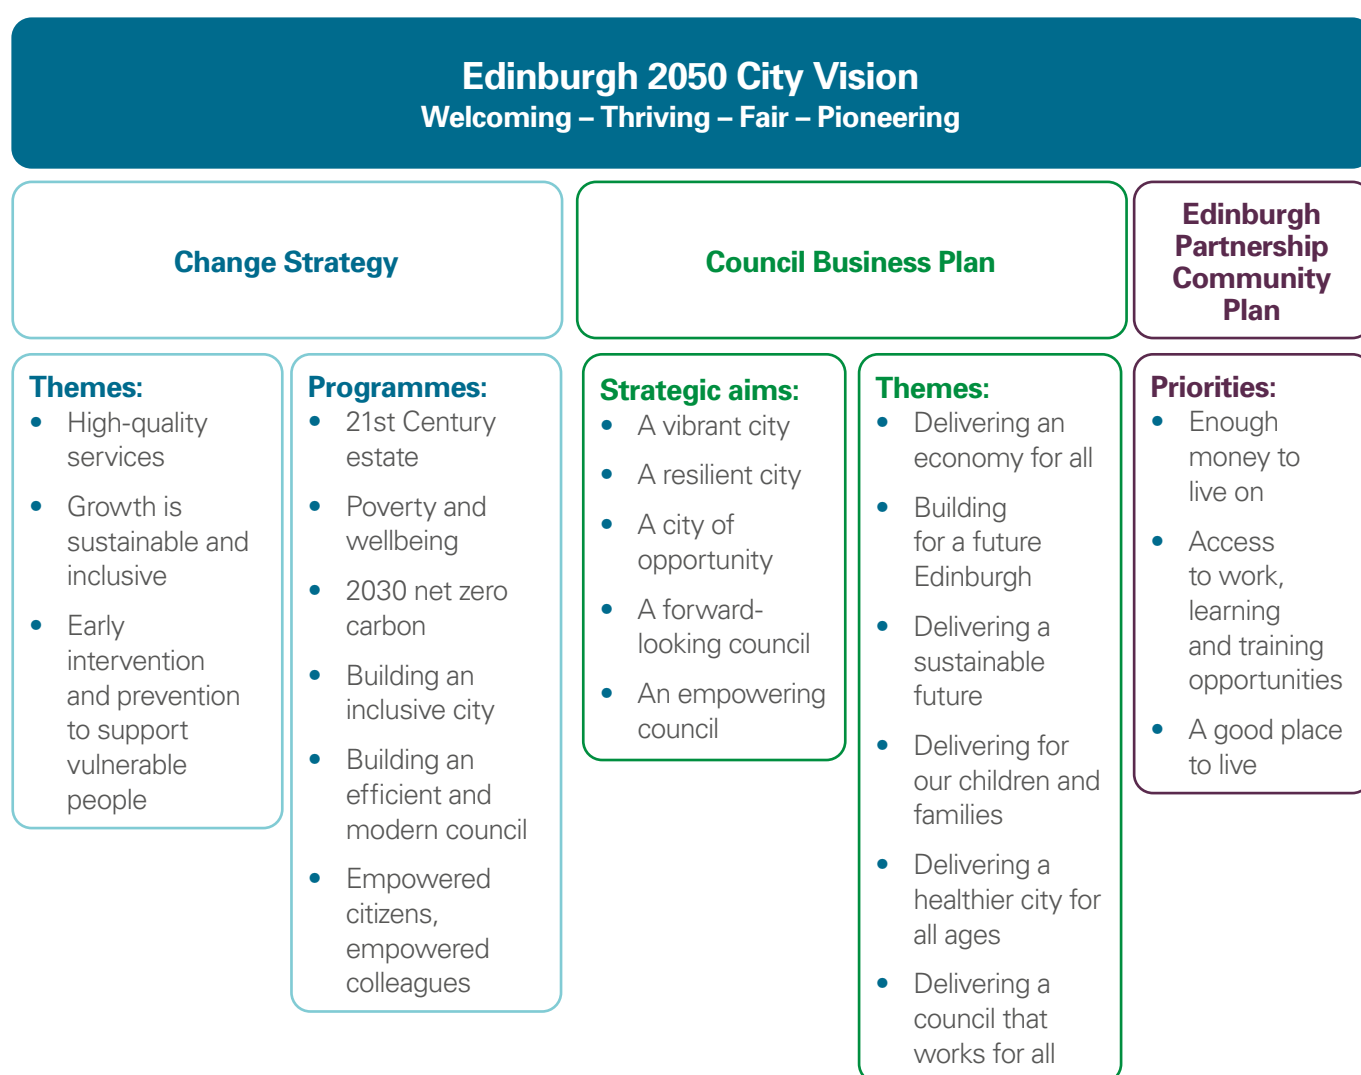 Edinburgh 2050 City Vision
Welcoming – Thriving – Fair – Pioneering
Change Strategy
Council Business Plan
Edinburgh
Partnership
Community
Plan
Themes:
• High-quality
services
• Growth is
sustainable and
inclusive
• Early
intervention
and prevention
to support
vulnerable
people
Programmes:
• 21st Century
estate
• Poverty and
wellbeing
• 2030 net zero
carbon
• Building an
inclusive city
• Building an
efficient and
modern council
• Empowered
citizens,
empowered
colleagues
Strategic aims:
• A vibrant city
• A resilient city
• A city of
opportunity
• A forward-
looking council
• An empowering
council
Themes:
• Delivering an
economy for all
• Building
for a future
Edinburgh
• Delivering a
sustainable
future
• Delivering for
our children and
families
• Delivering a
healthier city for
all ages
• Delivering a
council that
works for all
Priorities:
• Enough
money to
live on
• Access
to work,
learning
and training
opportunities
• A good place
to live